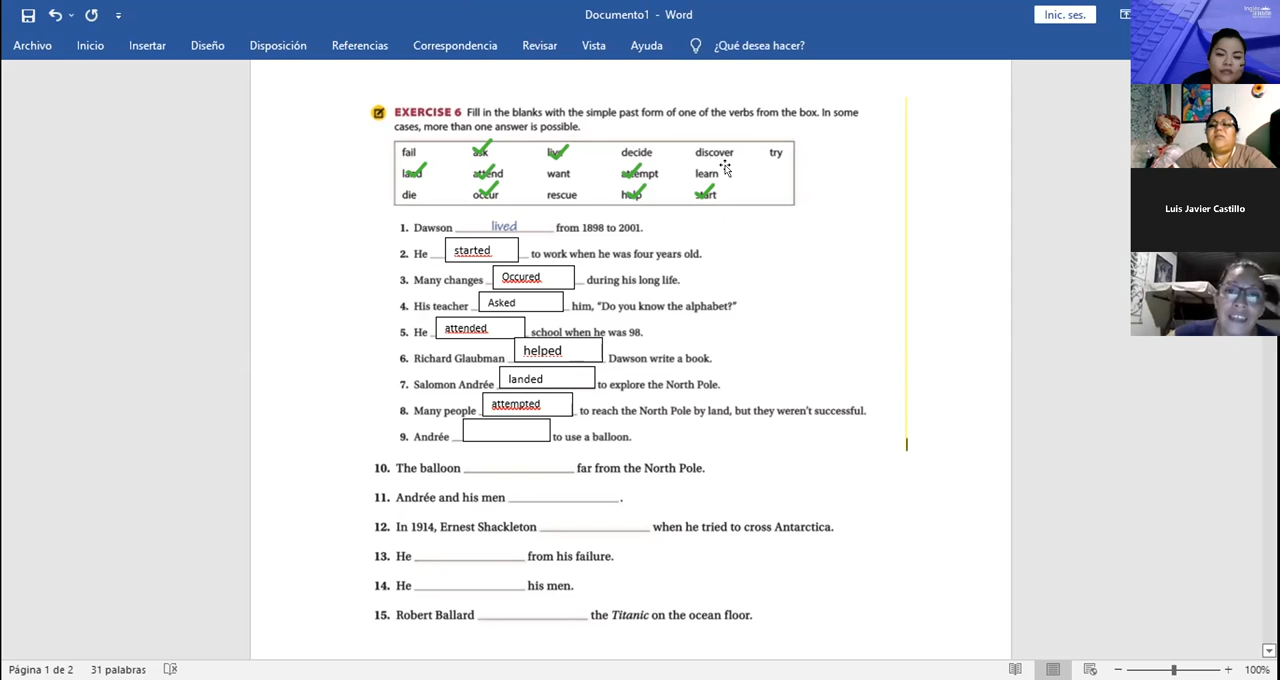 Documento1 - Word
Inic. ses.
Archivo Inicio Insertar Diseño Disposición Referencias Correspondencia Revisar Vista Ayuda ¿Qué desea hacer?
EXERCISE 6 Fill in the blanks with the simple past form of one of the verbs from the box. In some
cases, more than one answer is possible.
fail ask live decide discover try
land attend want attempt learn
die occur rescue help start
1. Dawson lived from 1898 to 2001.
2. He started to work when he was four years old.
3. Many changes Occured during his long life.
4. His teacher Asked him, “Do you know the alphabet?”
5. He attended school when he was 98.
6. Richard Glaubman helped Dawson write a book.
7. Salomon Andrée landed to explore the North Pole.
8. Many people attempted to reach the North Pole by land, but they weren't successful.
9. Andrée to use a balloon.
10. The balloon far from the North Pole.
11. Andrée and his men .
12. In 1914, Ernest Shackleton when he tried to cross Antarctica.
13. He from his failure.
14. He his men.
15. Robert Ballard the Titanic on the ocean floor.
Luis Javier Castillo
Página 1 de 2 31 palabras
100%